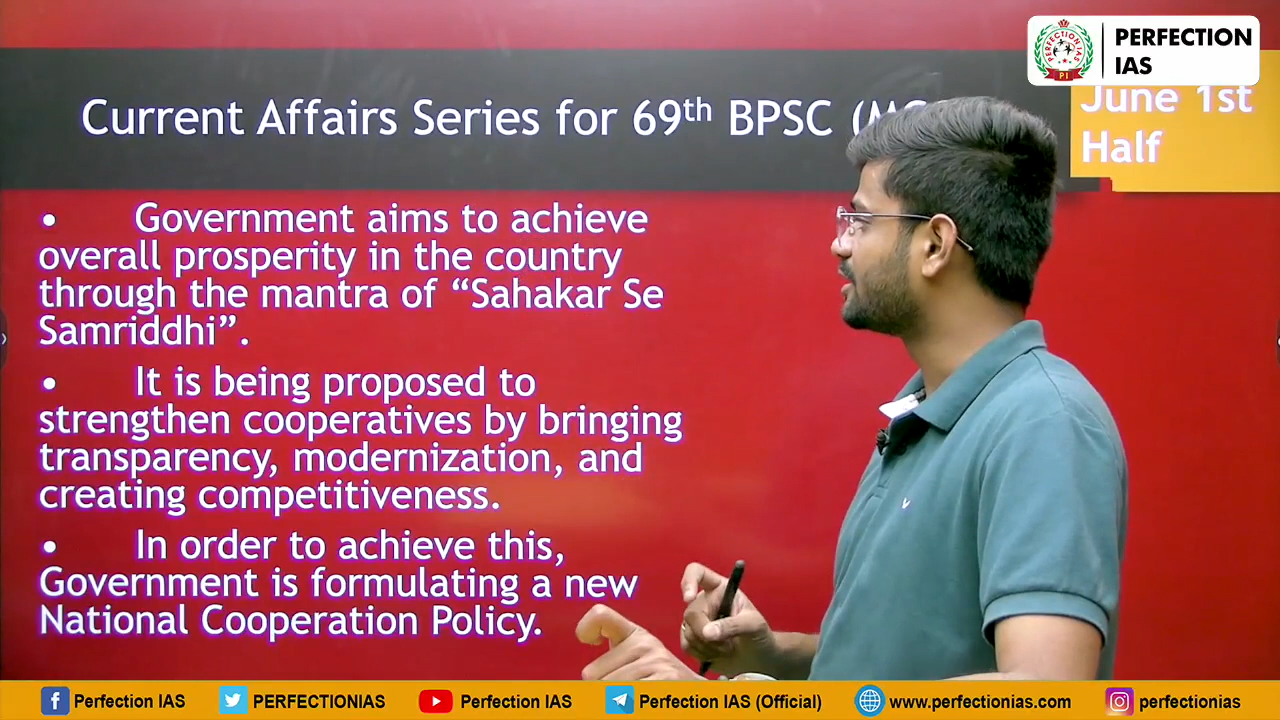 PERFECTION
IAS
PERFECTION IAS
PI
Current Affairs Series for 69th BPSC
June 1st
Half
• Government aims to achieve
overall prosperity in the country
through the mantra of “Sahakar Se
Samriddhi”.
• It is being proposed to
strengthen cooperatives by bringing
transparency, modernization, and
creating competitiveness.
• In order to achieve this,
Government is formulating a new
National Cooperation Policy.
Perfection IAS PERFECTIONIAS Perfection IAS Perfection IAS (Official) www.perfectionias.com perfectionias